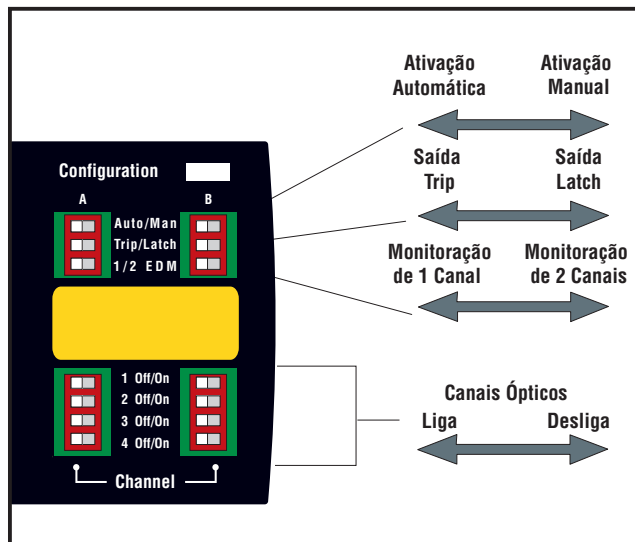 Configuration
A
B
Auto/Man
Trip/Latch
1/2 EDM
1 Off/On
2 Off/On
3 Off/On
4 Off/On
Channel
Ativação
Automática
Ativação
Manual
Saída
Trip
Saída
Latch
Monitoração
de 1 Canal
Monitoração
de 2 Canais
Canais Ópticos
Liga
Desliga